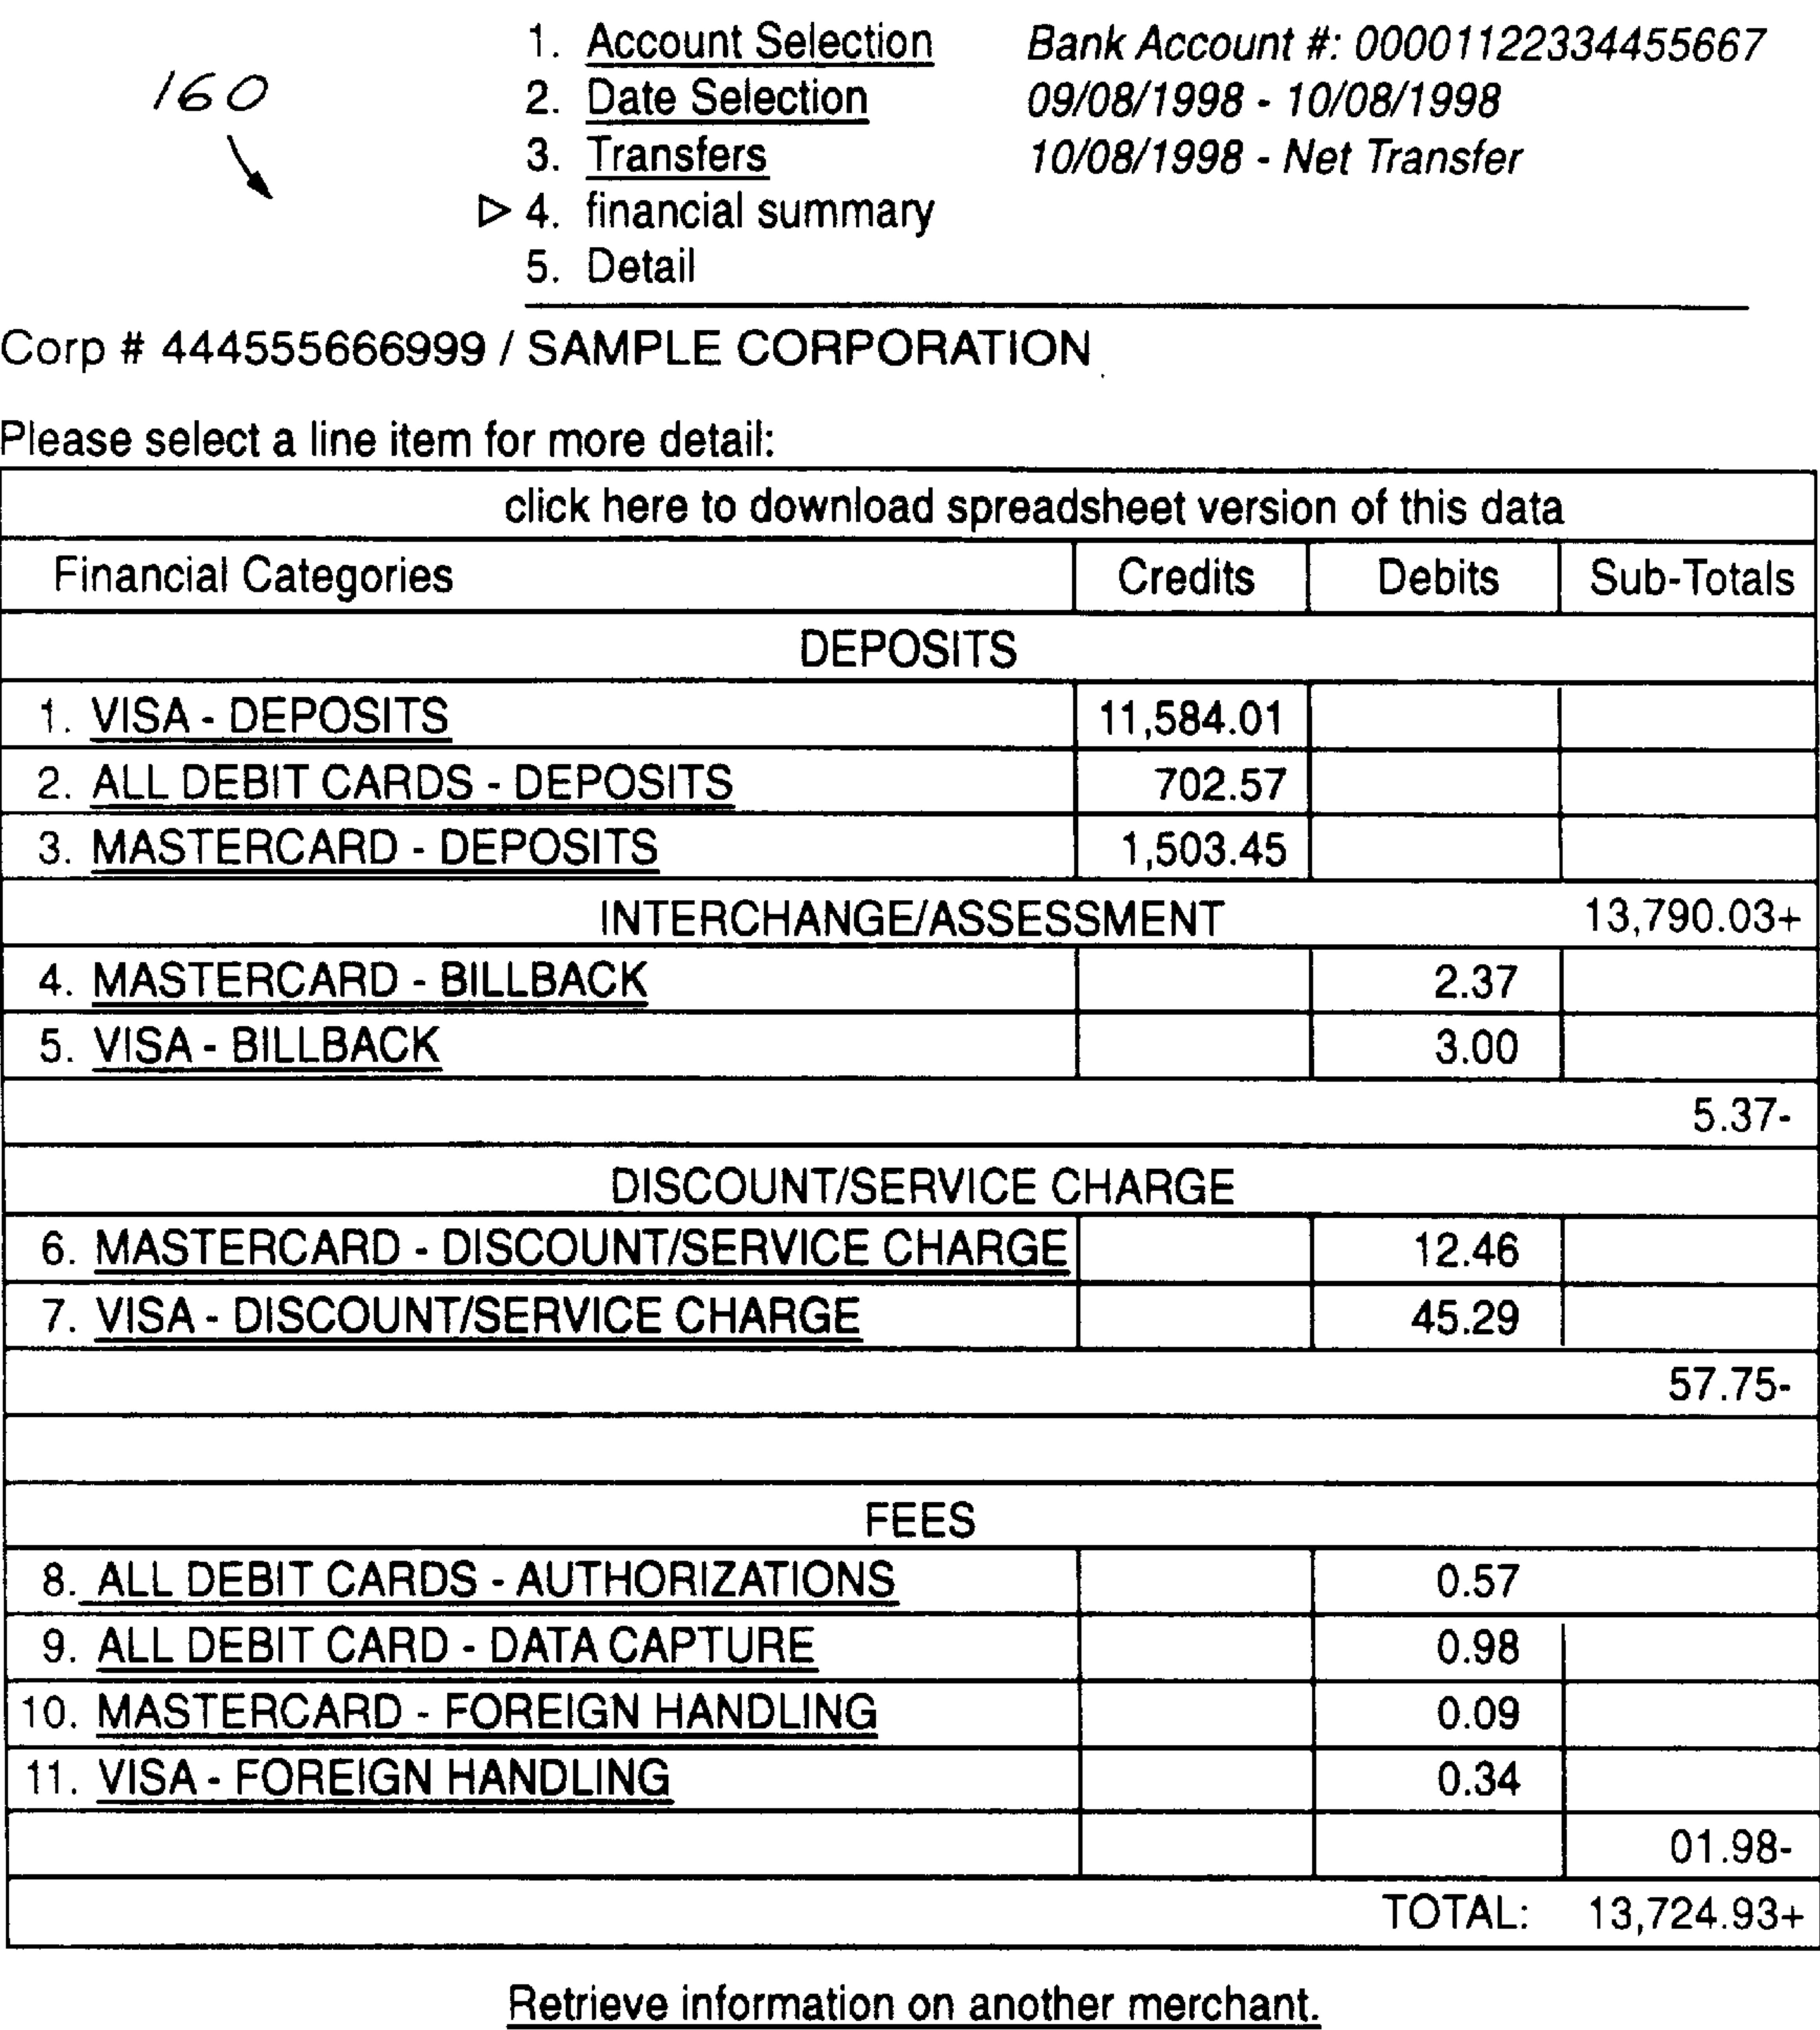 160
1. Account Selection Bank Account #: 00001122334455667
2. Date Selection 09/08/1998 - 10/08/1998
3. Transfers 10/08/1998 - Net Transfer
▷ 4. financial summary
5. Detail
Corp # 444555666999 / SAMPLE CORPORATION
Please select a line item for more detail:
click here to download spreadsheet version of this data
Financial Categories Credits Debits Sub-Totals
DEPOSITS
1. VISA - DEPOSITS 11,584.01
2. ALL DEBIT CARDS - DEPOSITS 702.57
3. MASTERCARD - DEPOSITS 1,503.45
INTERCHANGE/ASSESSMENT 13,790.03+
4. MASTERCARD - BILLBACK 2.37
5. VISA - BILLBACK 3.00
5.37-
DISCOUNT/SERVICE CHARGE
6. MASTERCARD - DISCOUNT/SERVICE CHARGE 12.46
7. VISA - DISCOUNT/SERVICE CHARGE 45.29
57.75-
FEES
8. ALL DEBIT CARDS - AUTHORIZATIONS 0.57
9. ALL DEBIT CARD - DATA CAPTURE 0.98
10. MASTERCARD - FOREIGN HANDLING 0.09
11. VISA - FOREIGN HANDLING 0.34
01.98-
TOTAL: 13,724.93+
Retrieve information on another merchant.